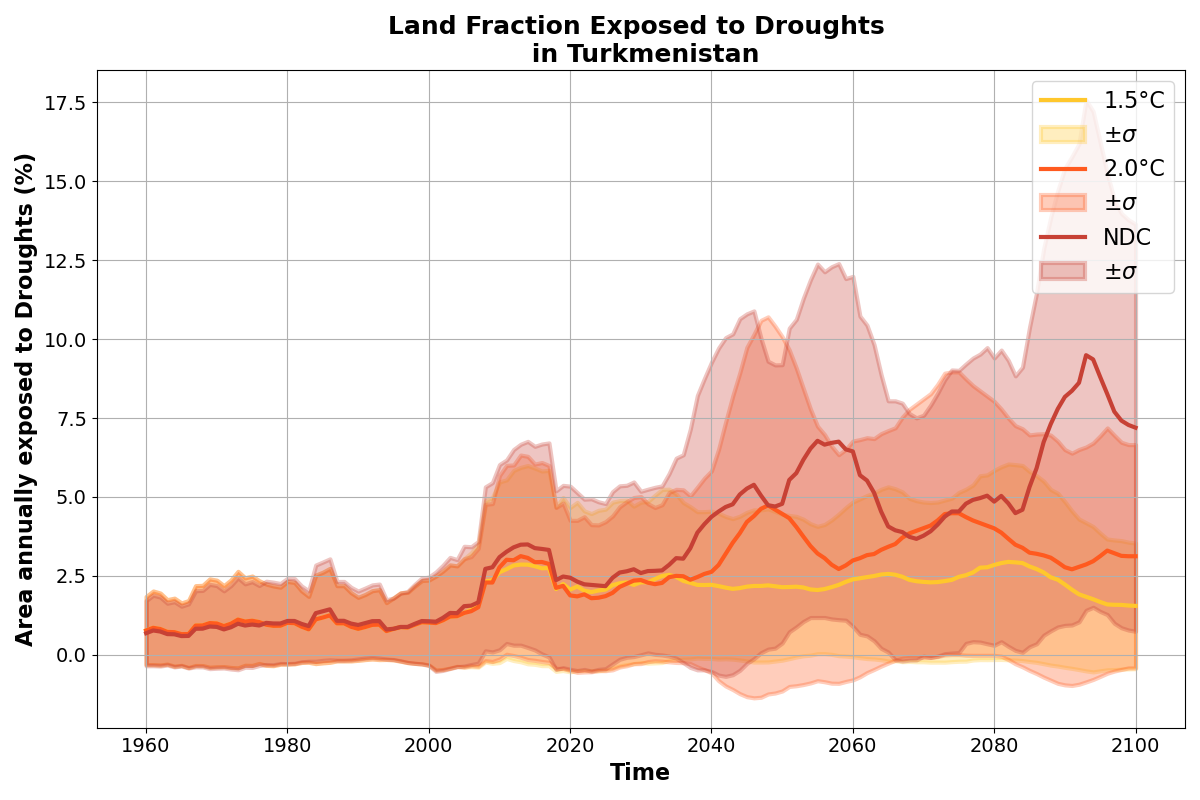 Land Fraction Exposed to Droughts
in Turkmenistan
Area annually exposed to Droughts (%)
17.5
15.0
12.5
10.0
7.5
5.0
2.5
0.0
1.5°C
±σ
2.0°C
±σ
NDC
±σ
1960
1980
2000
2020
2040
2060
2080
2100
Time